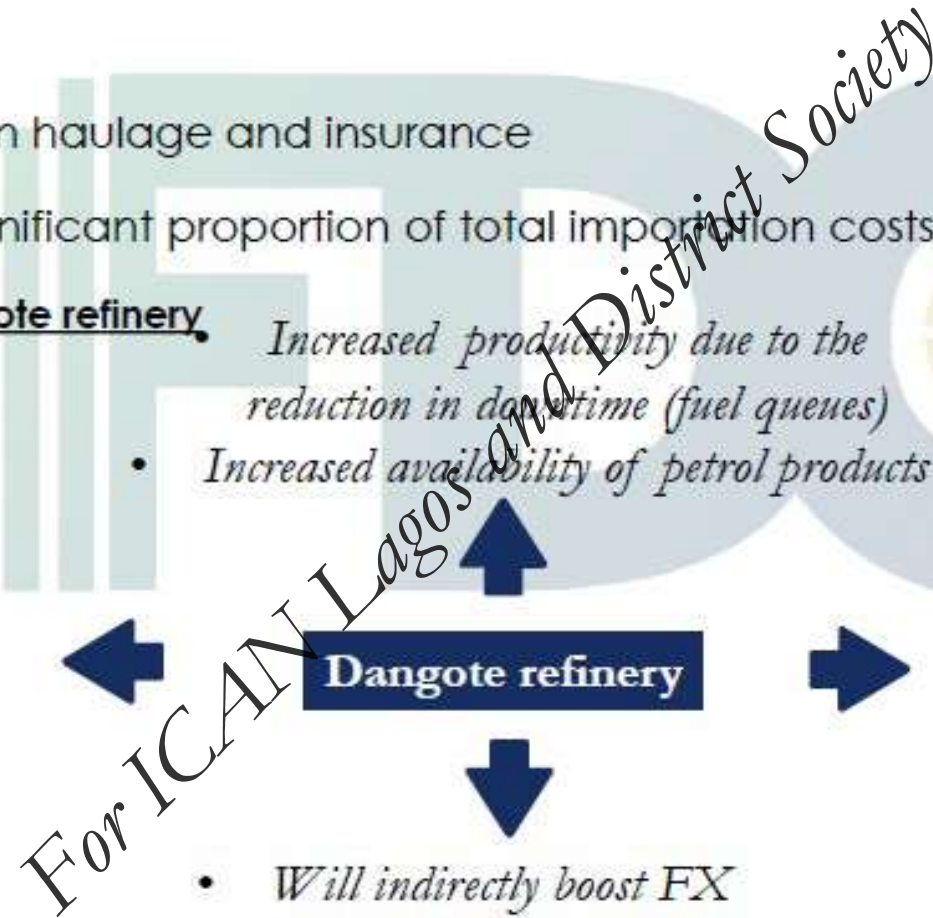 n haulage and insurance
nificant proportion of total importation costs
ote refinery
• Increased productivity due to the
reduction in downtime (fuel queues)
• Increased availability of petrol products
Dangote refinery
• Will indirectly boost FX
For ICAN Lagos and District Society